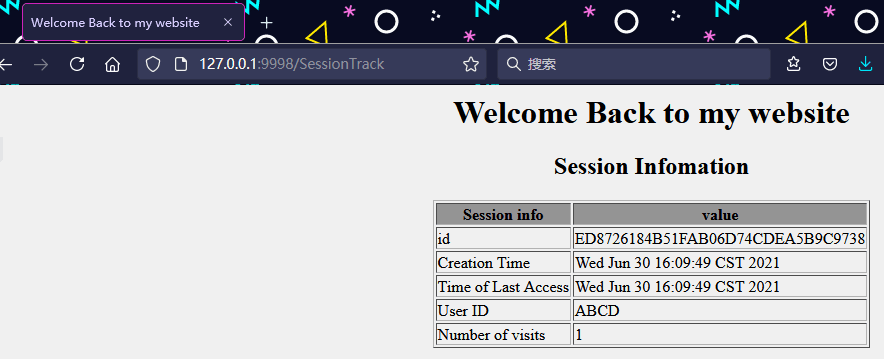 Welcome Back to my website
127.0.0.1:9998/SessionTrack
搜索
Welcome Back to my website
Session Infomation
Session info value
id ED8726184B51FAB06D74CDEA5B9C9738
Creation Time Wed Jun 30 16:09:49 CST 2021
Time of Last Access Wed Jun 30 16:09:49 CST 2021
User ID ABCD
Number of visits 1